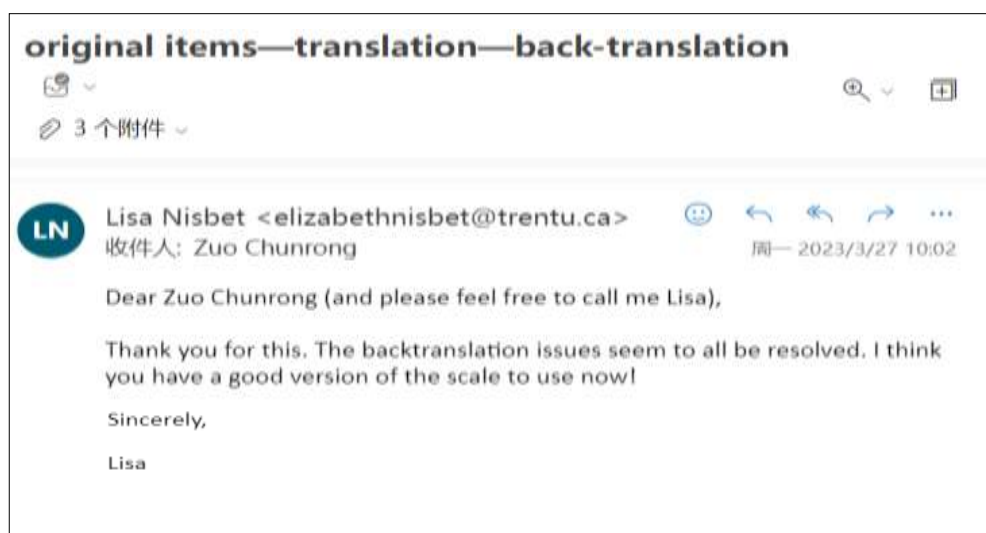 original items—translation—back-translation
3 个附件
LN
Lisa Nisbet <elizabethnisbet@trentu.ca>
收件人: Zuo Chunrong
周一 2023/3/27 10:02
Dear Zuo Chunrong (and please feel free to call me Lisa),
Thank you for this. The backtranslation issues seem to all be resolved. I think
you have a good version of the scale to use now!
Sincerely,
Lisa